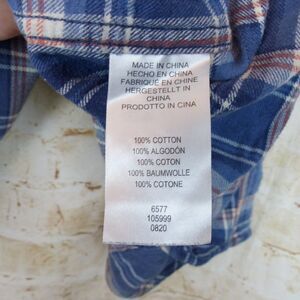 MADE IN CHINA
HECHO EN CHINA
FABRIQUÉ EN CHINE
HERGESTELLT IN
CHINA
PRODOTTO IN CINA
100% COTTON
100% ALGODÓN
100% COTON
100% BAUMWOLLE
100% COTONE
6577
105999
0820